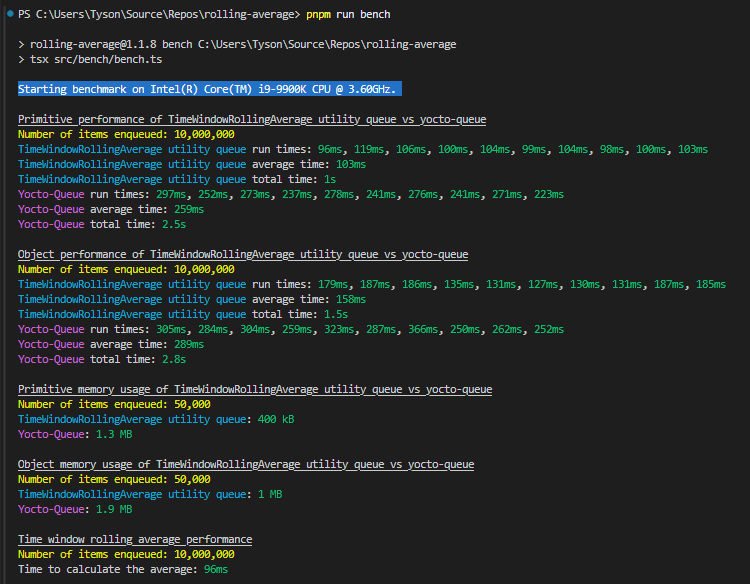 PS C:\Users\Tyson\Source\Repos\rolling-average> pnpm run bench
> rolling-average@1.1.8 bench C:\Users\Tyson\Source\Repos\rolling-average
> tsx src/bench/bench.ts
Starting benchmark on Intel(R) Core(TM) i9-9900K CPU @ 3.60GHz.
Primitive performance of TimeWindowRollingAverage utility queue vs yocto-queue
Number of items enqueued: 10,000,000
TimeWindowRollingAverage utility queue run times: 96ms, 119ms, 106ms, 100ms, 104ms, 99ms, 104ms, 98ms, 100ms, 103ms
TimeWindowRollingAverage utility queue average time: 103ms
TimeWindowRollingAverage utility queue total time: 1s
Yocto-Queue run times: 297ms, 252ms, 273ms, 237ms, 278ms, 241ms, 276ms, 241ms, 271ms, 223ms
Yocto-Queue average time: 259ms
Yocto-Queue total time: 2.5s
Object performance of TimeWindowRollingAverage utility queue vs yocto-queue
Number of items enqueued: 10,000,000
TimeWindowRollingAverage utility queue run times: 179ms, 187ms, 186ms, 135ms, 131ms, 127ms, 130ms, 131ms, 187ms, 185ms
TimeWindowRollingAverage utility queue average time: 158ms
TimeWindowRollingAverage utility queue total time: 1.5s
Yocto-Queue run times: 305ms, 284ms, 304ms, 259ms, 323ms, 287ms, 366ms, 250ms, 262ms, 252ms
Yocto-Queue average time: 289ms
Yocto-Queue total time: 2.8s
Primitive memory usage of TimeWindowRollingAverage utility queue vs yocto-queue
Number of items enqueued: 50,000
TimeWindowRollingAverage utility queue: 400 kB
Yocto-Queue: 1.3 MB
Object memory usage of TimeWindowRollingAverage utility queue vs yocto-queue
Number of items enqueued: 50,000
TimeWindowRollingAverage utility queue: 1 MB
Yocto-Queue: 1.9 MB
Time window rolling average performance
Number of items enqueued: 10,000,000
Time to calculate the average: 96ms